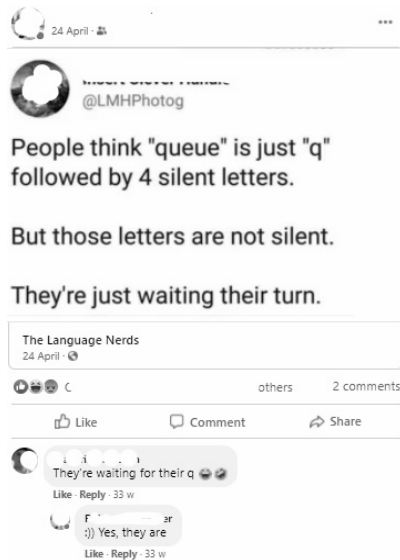 24 April
@LMHPhotog
People think "queue" is just "q"
followed by 4 silent letters.
But those letters are not silent.
They're just waiting their turn.
The Language Nerds
24 April
others 2 comments
Like Comment Share
They're waiting for their q
Like · Reply · 33 w
:)) Yes, they are
Like · Reply · 33 w